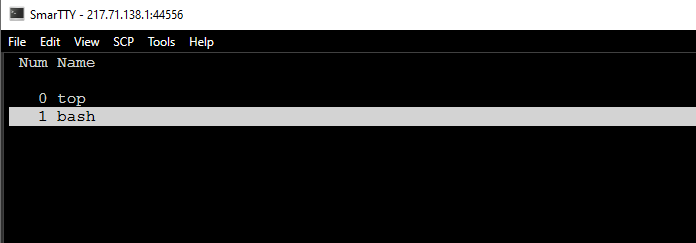 SmarTTY - 217.71.138.1:44556
File Edit View SCP Tools Help
Num Name
0 top
1 bash